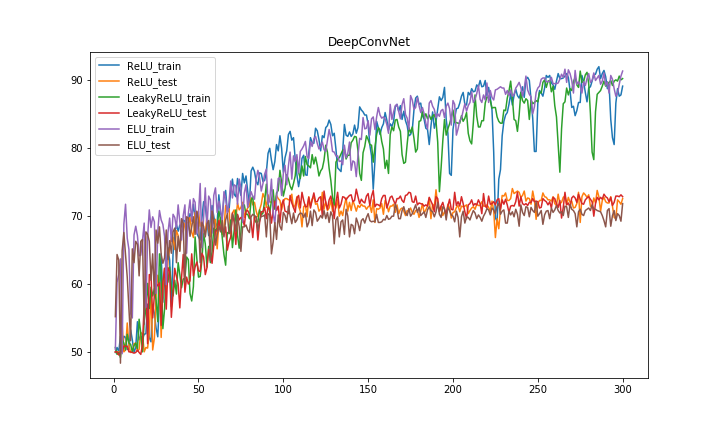 DeepConvNet
ReLU_train
ReLU_test
LeakyReLU_train
LeakyReLU_test
ELU_train
ELU_test
90
80
70
60
50
0 50 100 150 200 250 300